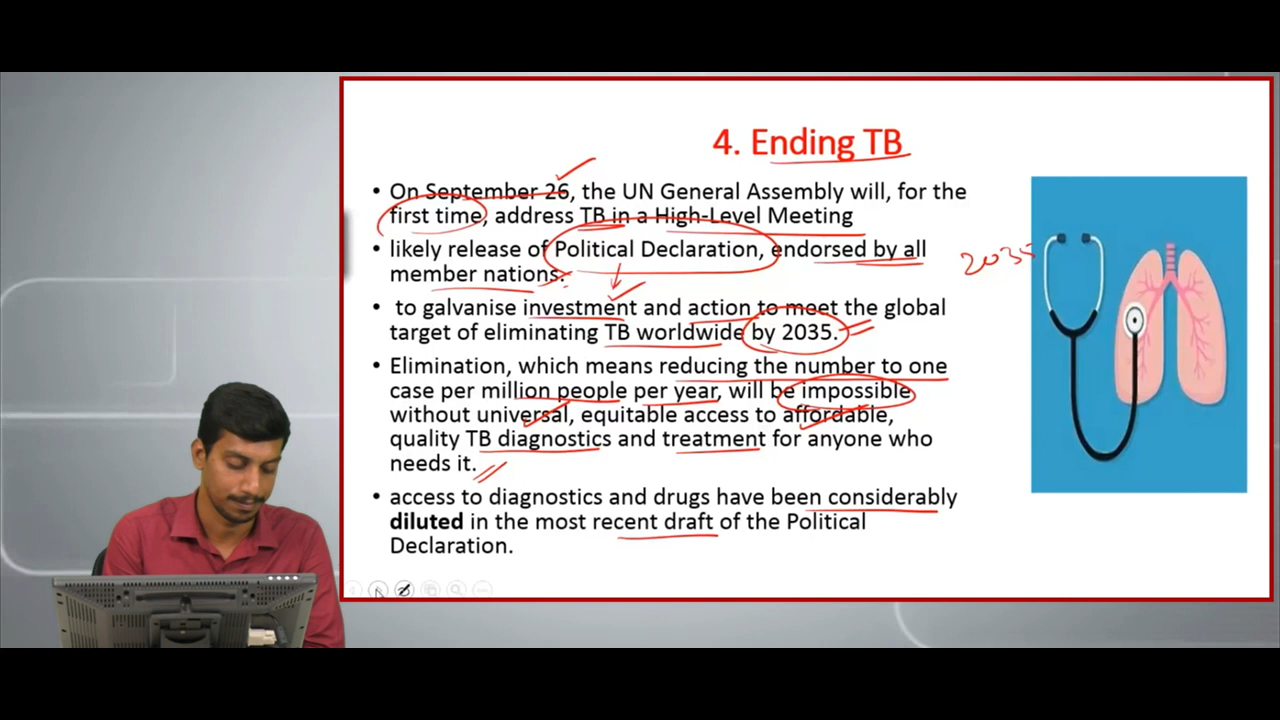 4. Ending TB
• On September 26, the UN General Assembly will, for the
first time, address TB in a High-Level Meeting
• likely release of Political Declaration, endorsed by all
member nations.
2035
• to galvanise investment and action to meet the global
target of eliminating TB worldwide by 2035.
• Elimination, which means reducing the number to one
case per million people per year, will be impossible
without universal, equitable access to affordable,
quality TB diagnostics and treatment for anyone who
needs it.
• access to diagnostics and drugs have been considerably
diluted in the most recent draft of the Political
Declaration.